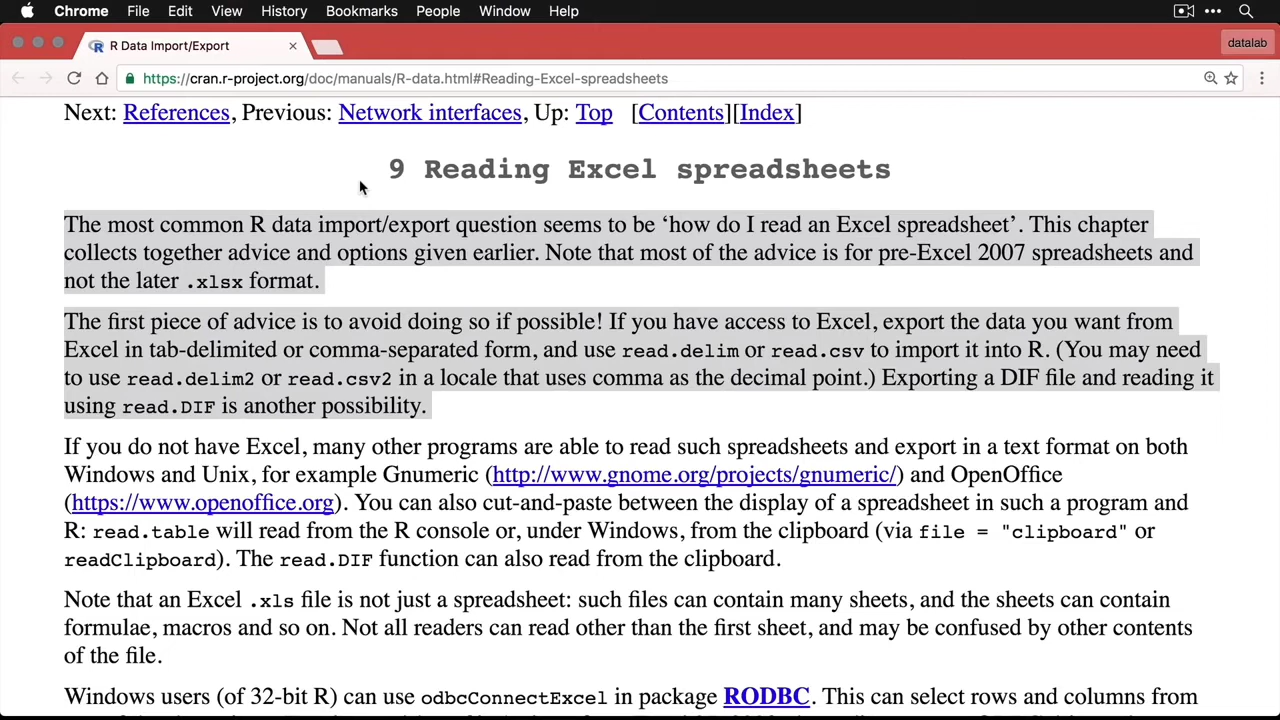 Chrome File Edit View History Bookmarks People Window Help
R Data Import/Export
datalab
https://cran.r-project.org/doc/manuals/R-data.html#Reading-Excel-spreadsheets
Next: References, Previous: Network interfaces, Up: Top [Contents][Index]
9 Reading Excel spreadsheets
The most common R data import/export question seems to be ‘how do I read an Excel spreadsheet’. This chapter
collects together advice and options given earlier. Note that most of the advice is for pre-Excel 2007 spreadsheets and
not the later .xlsx format.
The first piece of advice is to avoid doing so if possible! If you have access to Excel, export the data you want from
Excel in tab-delimited or comma-separated form, and use read.delim or read.csv to import it into R. (You may need
to use read.delim2 or read.csv2 in a locale that uses comma as the decimal point.) Exporting a DIF file and reading it
using read.DIF is another possibility.
If you do not have Excel, many other programs are able to read such spreadsheets and export in a text format on both
Windows and Unix, for example Gnumeric (http://www.gnome.org/projects/gnumeric/) and OpenOffice
(https://www.openoffice.org). You can also cut-and-paste between the display of a spreadsheet in such a program and
R: read.table will read from the R console or, under Windows, from the clipboard (via file = "clipboard" or
readClipboard). The read.DIF function can also read from the clipboard.
Note that an Excel .xls file is not just a spreadsheet: such files can contain many sheets, and the sheets can contain
formulae, macros and so on. Not all readers can read other than the first sheet, and may be confused by other contents
of the file.
Windows users (of 32-bit R) can use odbcConnectExcel in package RODBC. This can select rows and columns from